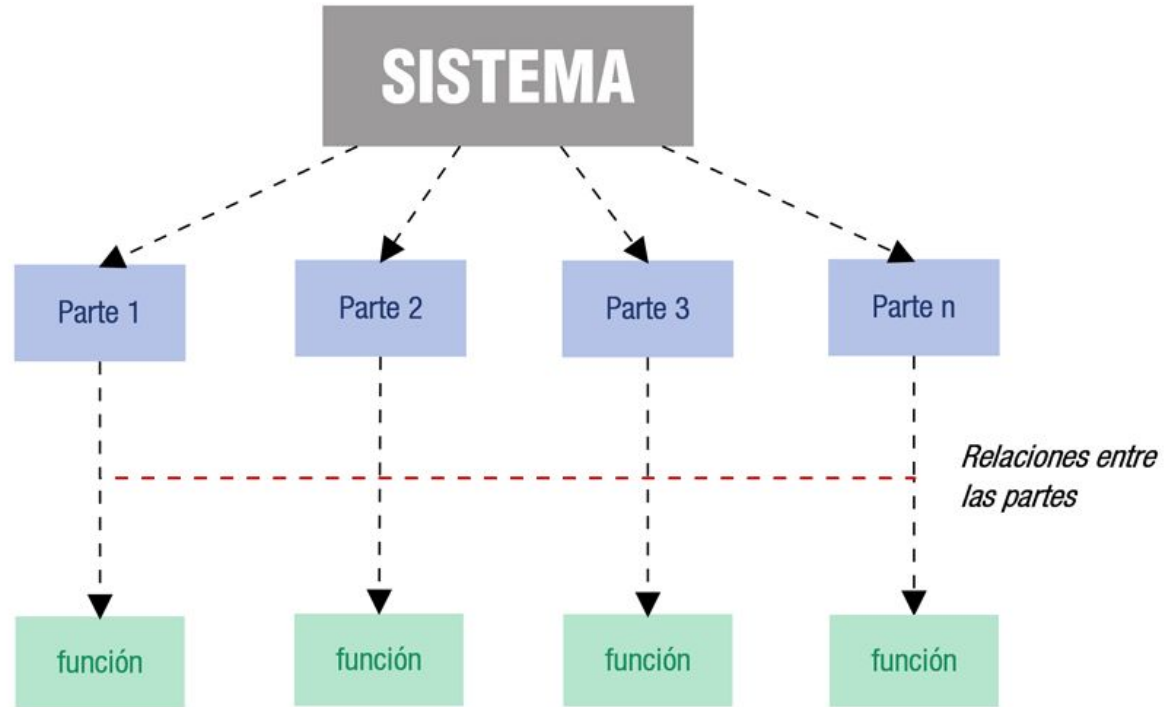 SISTEMA
Parte 1
Parte 2
Parte 3
Parte n
Relaciones entre
las partes
función
función
función
función